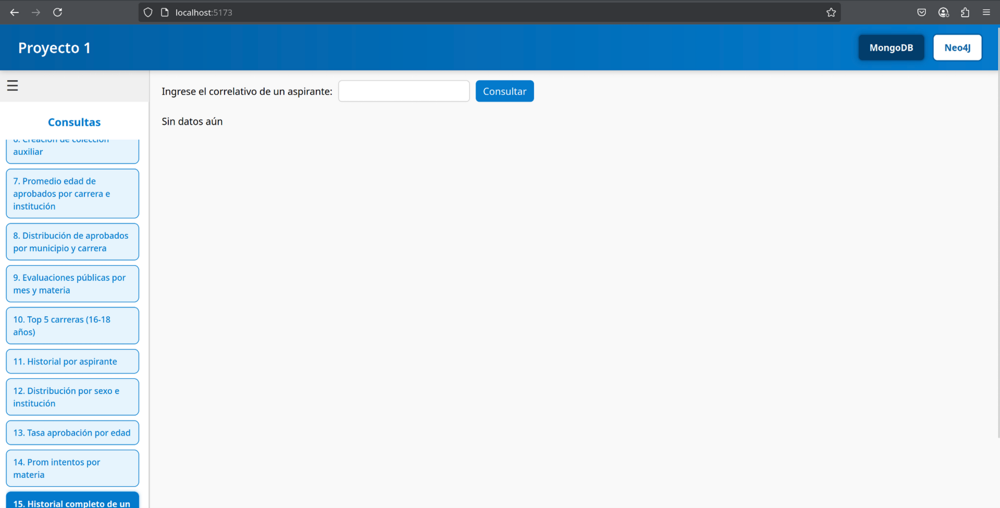 localhost:5173
Proyecto 1
MongoDB
Neo4J
Ingrese el correlativo de un aspirante:
Consultar
Sin datos aún
Consultas
6. Creación de colección
auxiliar
7. Promedio edad de
aprobados por carrera e
institución
8. Distribución de aprobados
por municipio y carrera
9. Evaluaciones públicas por
mes y materia
10. Top 5 carreras (16-18
años)
11. Historial por aspirante
12. Distribución por sexo e
institución
13. Tasa aprobación por edad
14. Prom intentos por
materia
15. Historial completo de un